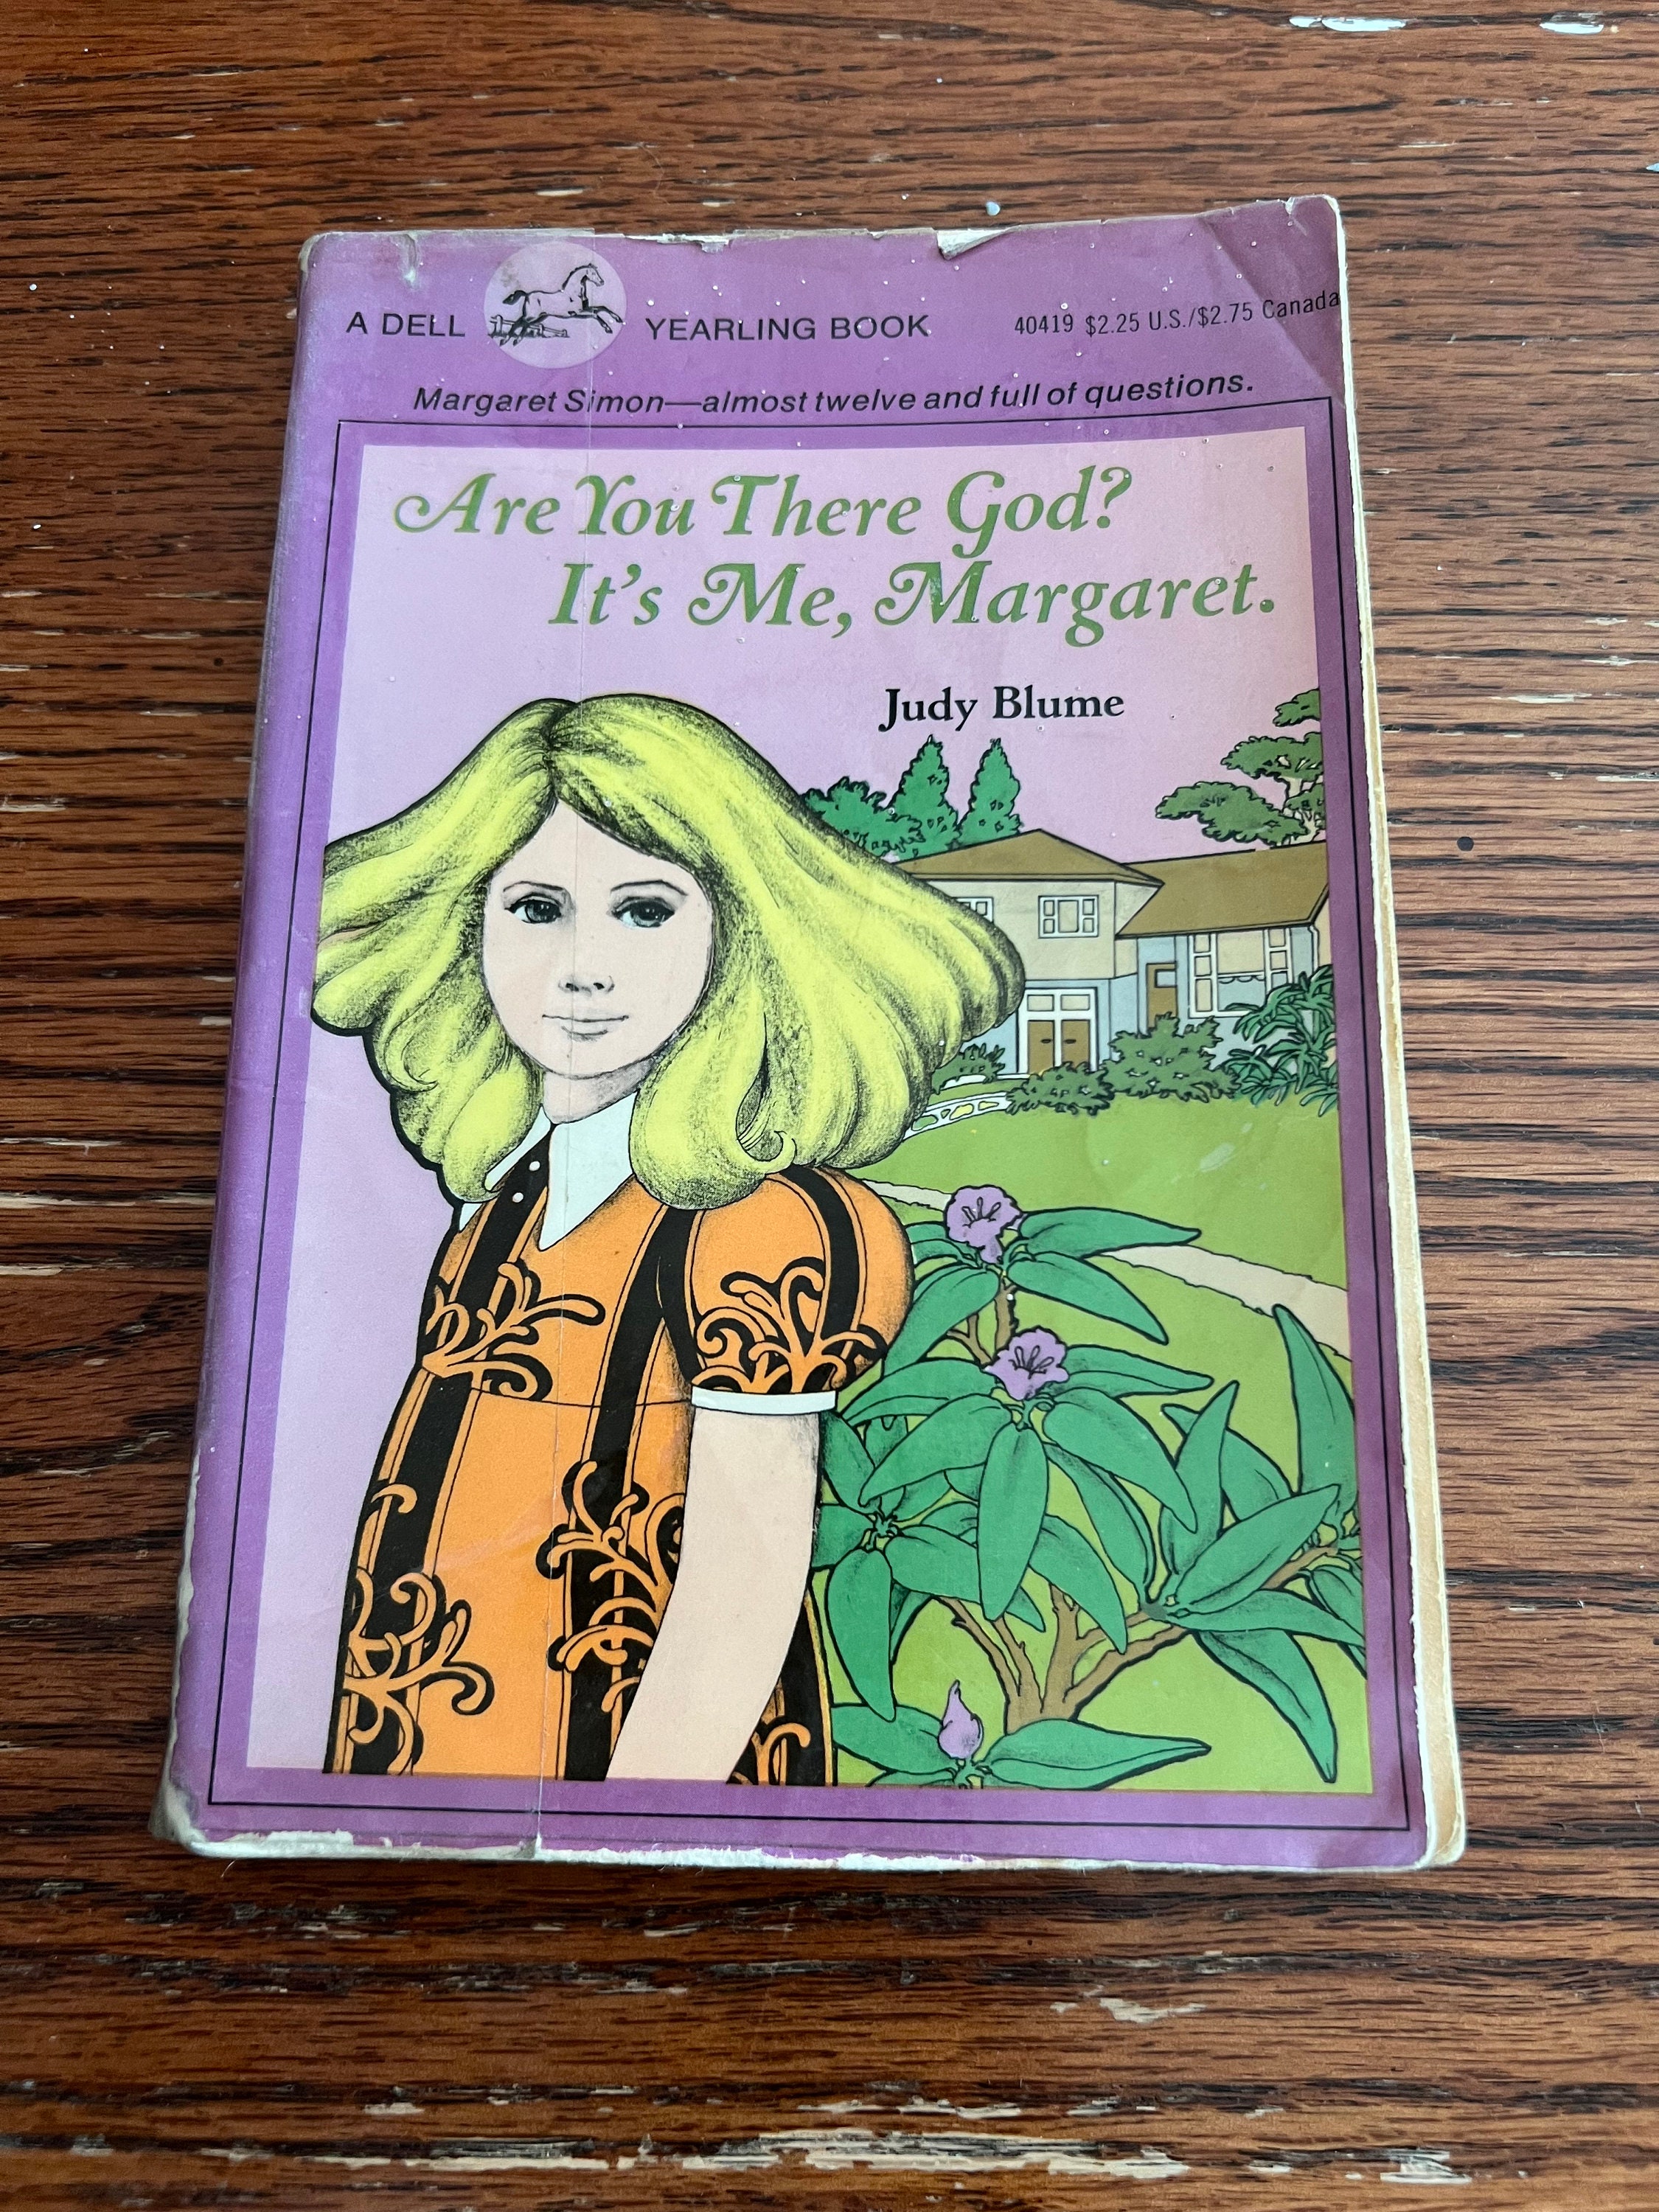 A DELL YEARLING BOOK 40419 $2.25 U.S./$2.75 Canada
Margaret Simon—almost twelve and full of questions.
Are You There God?
It's Me, Margaret.
Judy Blume